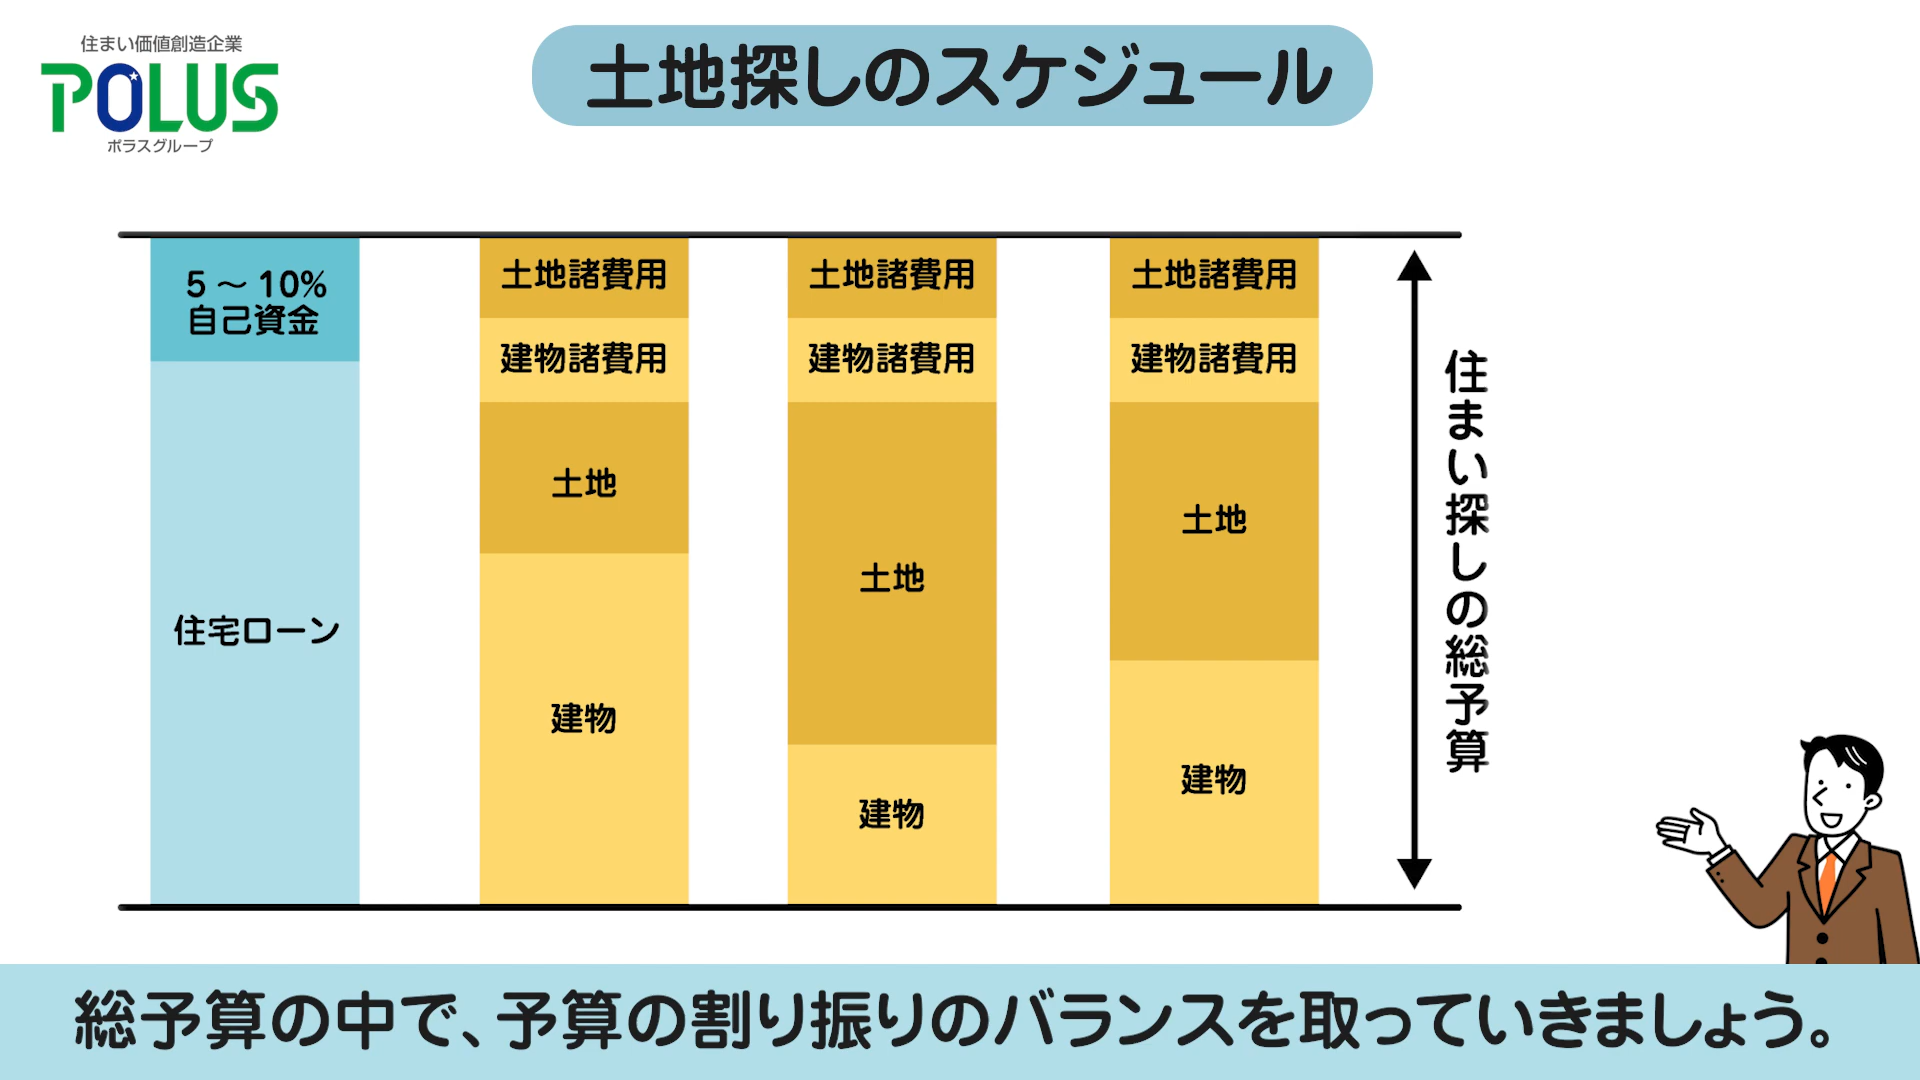 住まい価値創造企業
POLUS
ポラスグループ
土地探しのスケジュール
5 ～ 10%
自己資金
住宅ローン
土地諸費用
建物諸費用
土地
建物
土地諸費用
建物諸費用
土地
建物
土地諸費用
建物諸費用
土地
建物
住まい探しの総予算
総予算の中で、予算の割り振りのバランスを取っていきましょう。